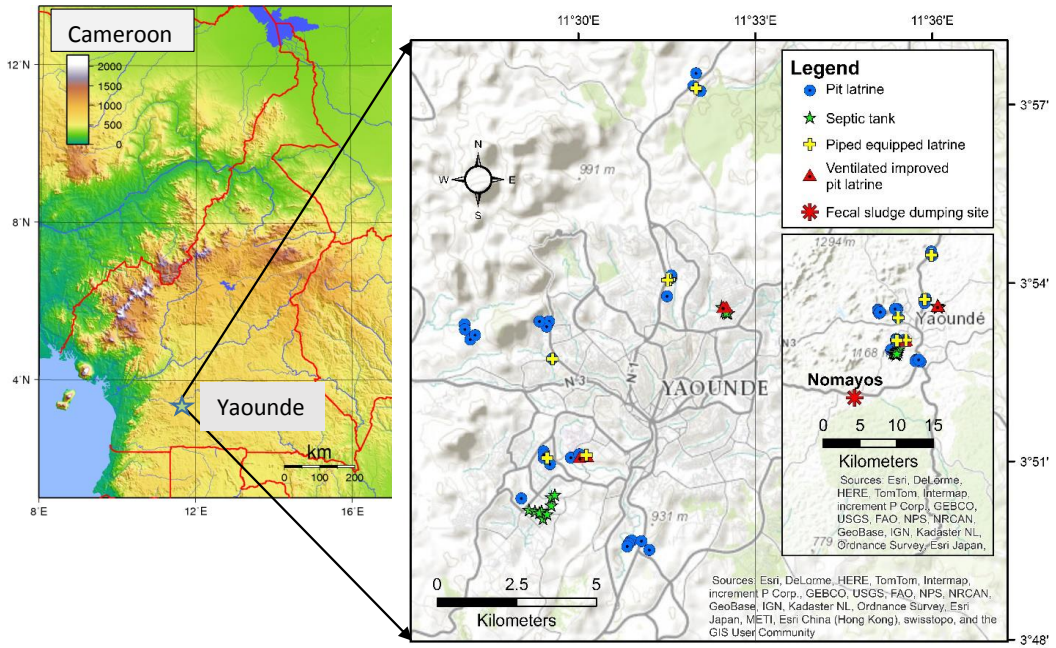 Cameroon
2000
1500
1000
500
0
12˚N
8˚N
4˚N
8˚E
12˚E
16˚E
Yaounde
km
0 100 200
11°30'E
11°33'E
11°36'E
3°57'N
3°54'N
3°51'N
3°48'N
N
W E
S
991 m
N-3
N-1
YAOUNDE
931 m
0 2.5 5
Kilometers
Legend
Pit latrine
Septic tank
Piped equipped latrine
Ventilated improved
pit latrine
Fecal sludge dumping site
1294 m
Yaoundé
N3
1168 m
Nomayos
0 5 10 15
Kilometers
Sources: Esri, DeLorme,
HERE, TomTom, Intermap,
increment P Corp., GEBCO,
USGS, FAO, NPS, NRCAN,
GeoBase, IGN, Kadaster NL,
Ordnance Survey, Esri Japan,
779
Sources: Esri, DeLorme, HERE, TomTom, Intermap,
increment P Corp., GEBCO, USGS, FAO, NPS, NRCAN,
GeoBase, IGN, Kadaster NL, Ordnance Survey, Esri
Japan, METI, Esri China (Hong Kong), swisstopo, and the
GIS User Community